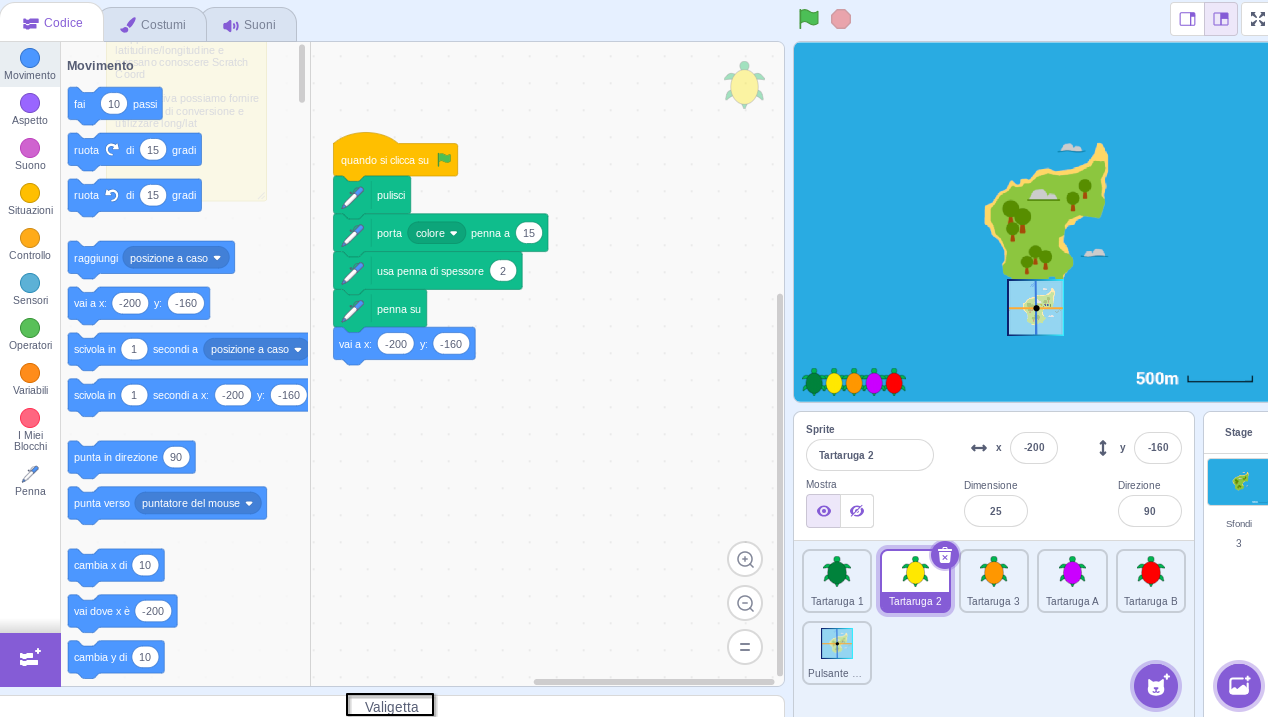 Codice
Costumi
Suoni
Movimento
Aspetto
Suono
Situazioni
Controllo
Sensori
Operatori
Variabili
I Miei
Blocchi
Penna
latitudine/longitudine e
conoscere Scratch
Coord
possiamo fornire
di conversione e
utilizzare long/lat
Movimento
fai 10 passi
ruota di 15 gradi
ruota di 15 gradi
raggiungi posizione a caso
vai a x: -200 y: -160
scivola in 1 secondi a posizione a caso
scivola in 1 secondi a x: -200 y: -160
punta in direzione 90
punta verso puntatore del mouse
cambia x di 10
vai dove x è -200
cambia y di 10
quando si clicca su
pulisci
porta colore penna a 15
usa penna di spessore 2
penna su
vai a x: -200 y: -160
Valigetta
500m
Sprite
Tartaruga 2
x -200
y -160
Mostra
Dimensione
25
Direzione
90
Tartaruga 1
Tartaruga 2
Tartaruga 3
Tartaruga A
Tartaruga B
Pulsante ...
Stage
Sfondi
3